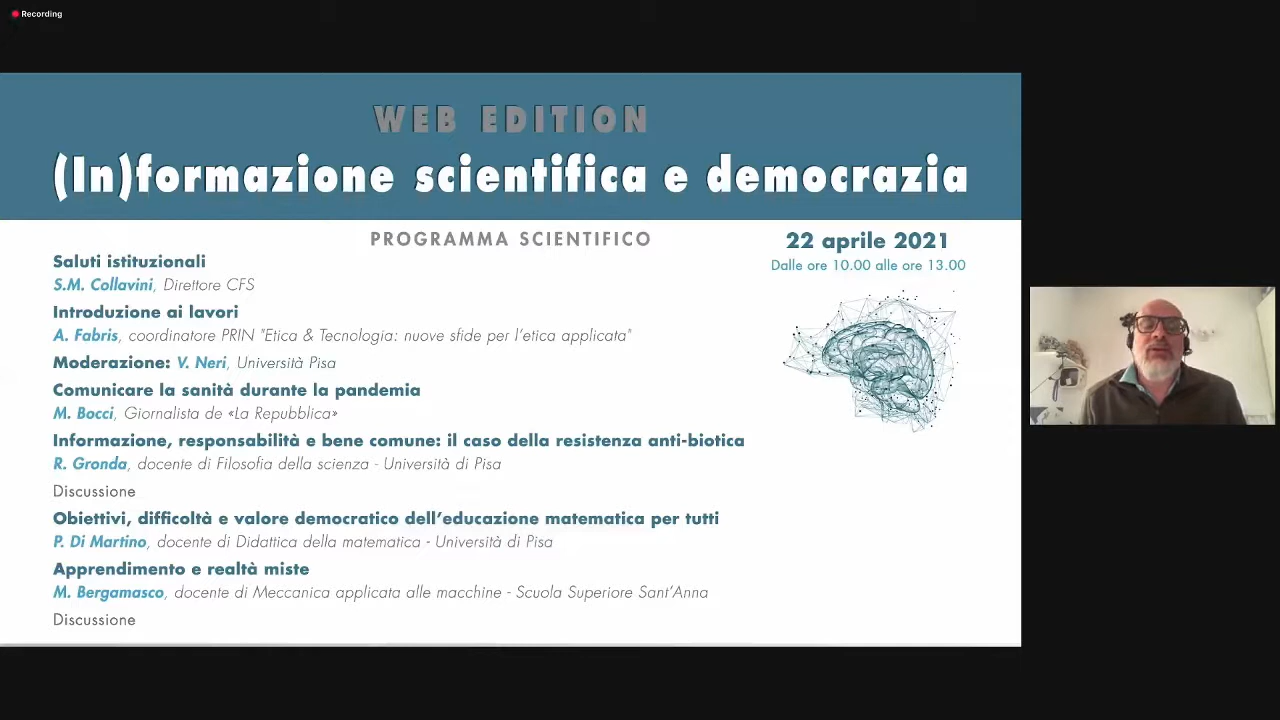 Recording
WEB EDITION
(In)formazione scientifica e democrazia
PROGRAMMA SCIENTIFICO
22 aprile 2021
Dalle ore 10.00 alle ore 13.00
Saluti istituzionali
S.M. Collavini, Direttore CFS
Introduzione ai lavori
A. Fabris, coordinatore PRIN "Etica & Tecnologia: nuove sfide per l'etica applicata"
Moderazione: V. Neri, Università Pisa
Comunicare la sanità durante la pandemia
M. Bocci, Giornalista de «La Repubblica»
Informazione, responsabilità e bene comune: il caso della resistenza anti-biotica
R. Gronda, docente di Filosofia della scienza - Università di Pisa
Discussione
Obiettivi, difficoltà e valore democratico dell’educazione matematica per tutti
P. Di Martino, docente di Didattica della matematica - Università di Pisa
Apprendimento e realtà miste
M. Bergamasco, docente di Meccanica applicata alle macchine - Scuola Superiore Sant’Anna
Discussione